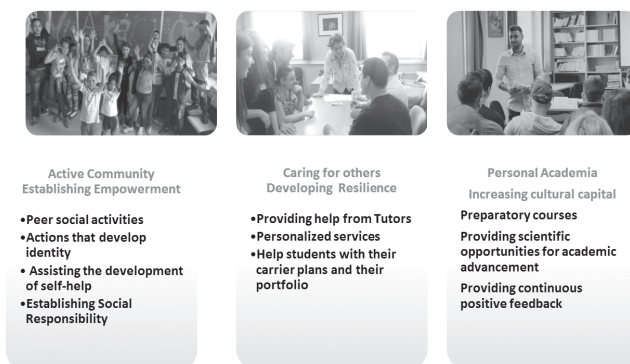 Active Community
Establishing Empowerment
•Peer social activities
•Actions that develop
identity
• Assisting the development
of self-help
•Establishing Social
Responsibility
Caring for others
Developing Resilience
•Providing help from Tutors
•Personalized services
•Help students with their
carrier plans and their
portfolio
Personal Academia
Increasing cultural capital
Preparatory courses
Providing scientific
opportunities for academic
advancement
Providing continuous
positive feedback